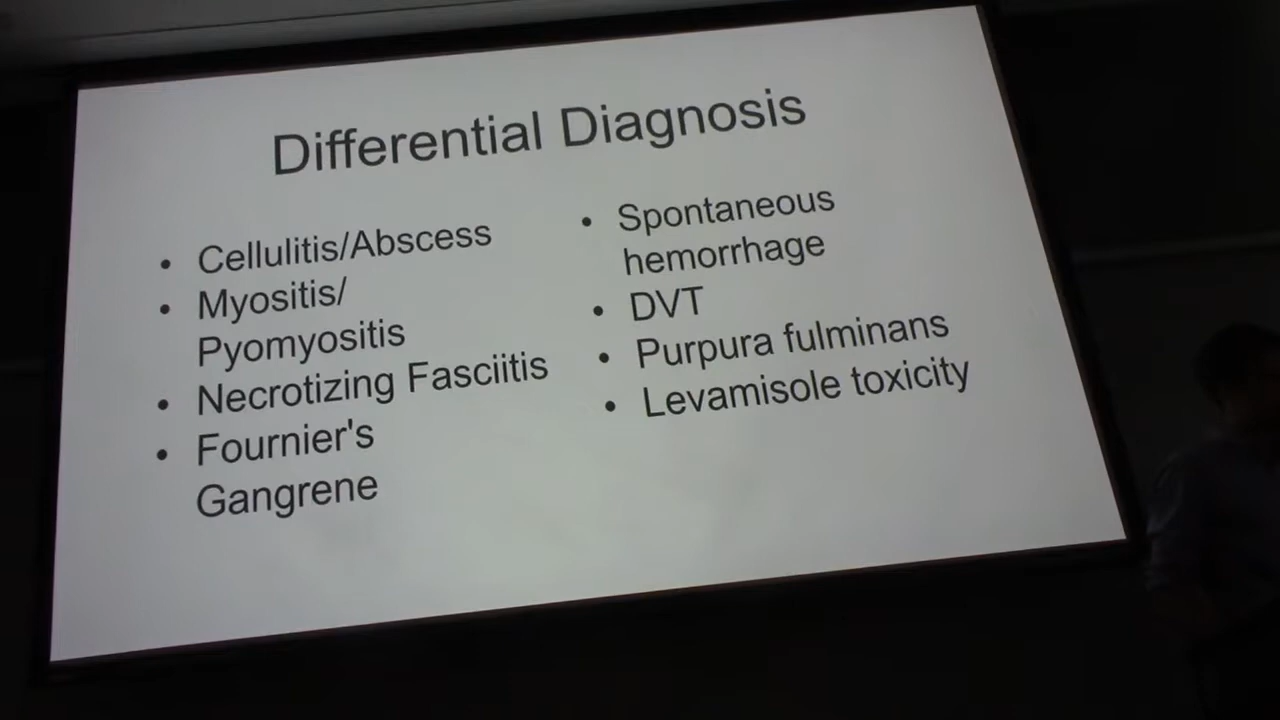 Differential Diagnosis
• Cellulitis/Abscess
• Myositis/
Pyomyositis
• Necrotizing Fasciitis
• Fournier's
Gangrene
• Spontaneous
hemorrhage
• DVT
• Purpura fulminans
• Levamisole toxicity